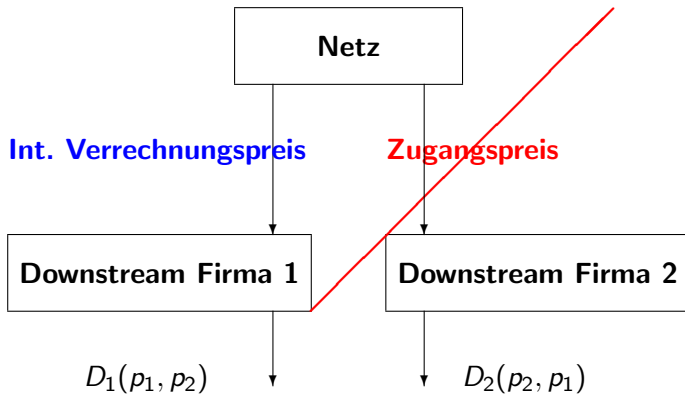 Netz
Int. Verrechnungspreis Zugangspreis
Downstream Firma 1 Downstream Firma 2
D₁(p₁, p₂) D₂(p₂, p₁)